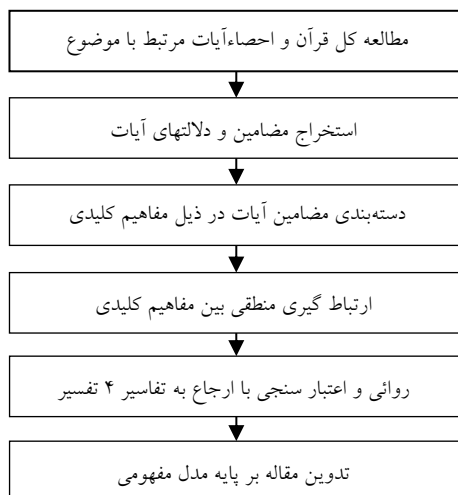 مطالعه کل قرآن و احصاءآیات مرتبط با موضوع
استخراج مضامین و دلالتهای آیات
دسته‌بندی مضامین آیات در ذیل مفاهیم کلیدی
ارتباط گیری منطقی بین مفاهیم کلیدی
روائی و اعتبار سنجی با ارجاع به تفاسیر ۴ تفسیر
تدوین مقاله بر پایه مدل مفهومی